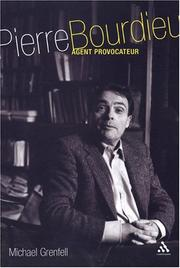 Pierre Bourdieu
AGENT PROVOCATEUR
Michael Grenfell